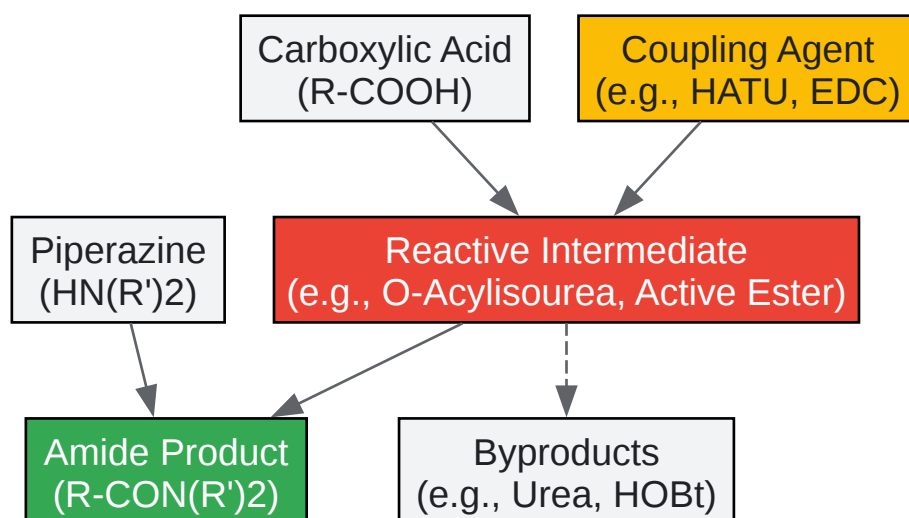 Carboxylic Acid
(R-COOH)
Coupling Agent
(e.g., HATU, EDC)
Piperazine
(HN(R')2)
Reactive Intermediate
(e.g., O-Acylisourea, Active Ester)
Amide Product
(R-CON(R')2)
Byproducts
(e.g., Urea, HOBt)